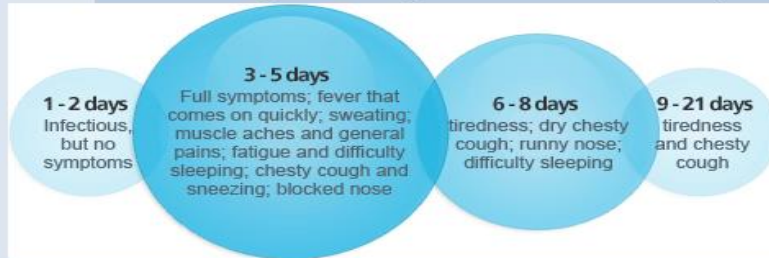 1 - 2 days
Infectious,
but no
symptoms
3 - 5 days
Full symptoms; fever that
comes on quickly; sweating;
muscle aches and general
pains; fatigue and difficulty
sleeping; chesty cough and
sneezing; blocked nose
6 - 8 days
tiredness; dry chesty
cough; runny nose;
difficulty sleeping
9 - 21 days
tiredness
and chesty
cough